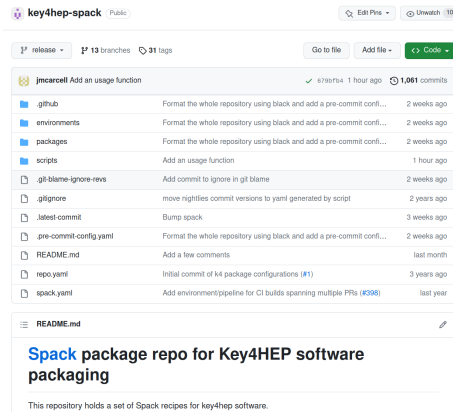 key4hep-spack Public Edit Pins Unwatch 10
release 13 branches 31 tags Go to file Add file Code
jmcarcell Add an usage function 679bfb4 1 hour ago 1,061 commits
.github Format the whole repository using black and add a pre-commit confi... 2 weeks ago
environments Format the whole repository using black and add a pre-commit confi... 2 weeks ago
packages Format the whole repository using black and add a pre-commit confi... 2 weeks ago
scripts Add an usage function 1 hour ago
.git-blame-ignore-revs Add commit to ignore in git blame 2 weeks ago
.gitignore move nightlies commit versions to yaml generated by script 2 years ago
.latest-commit Bump spack 3 weeks ago
.pre-commit-config.yaml Format the whole repository using black and add a pre-commit confi... 2 weeks ago
README.md Add a few comments last month
repo.yaml Initial commit of k4 package configurations (#1) 3 years ago
spack.yaml Add environment/pipeline for CI builds spanning multiple PRs (#398) last year
README.md
Spack package repo for Key4HEP software
packaging
This repository holds a set of Spack recipes for key4hep software.